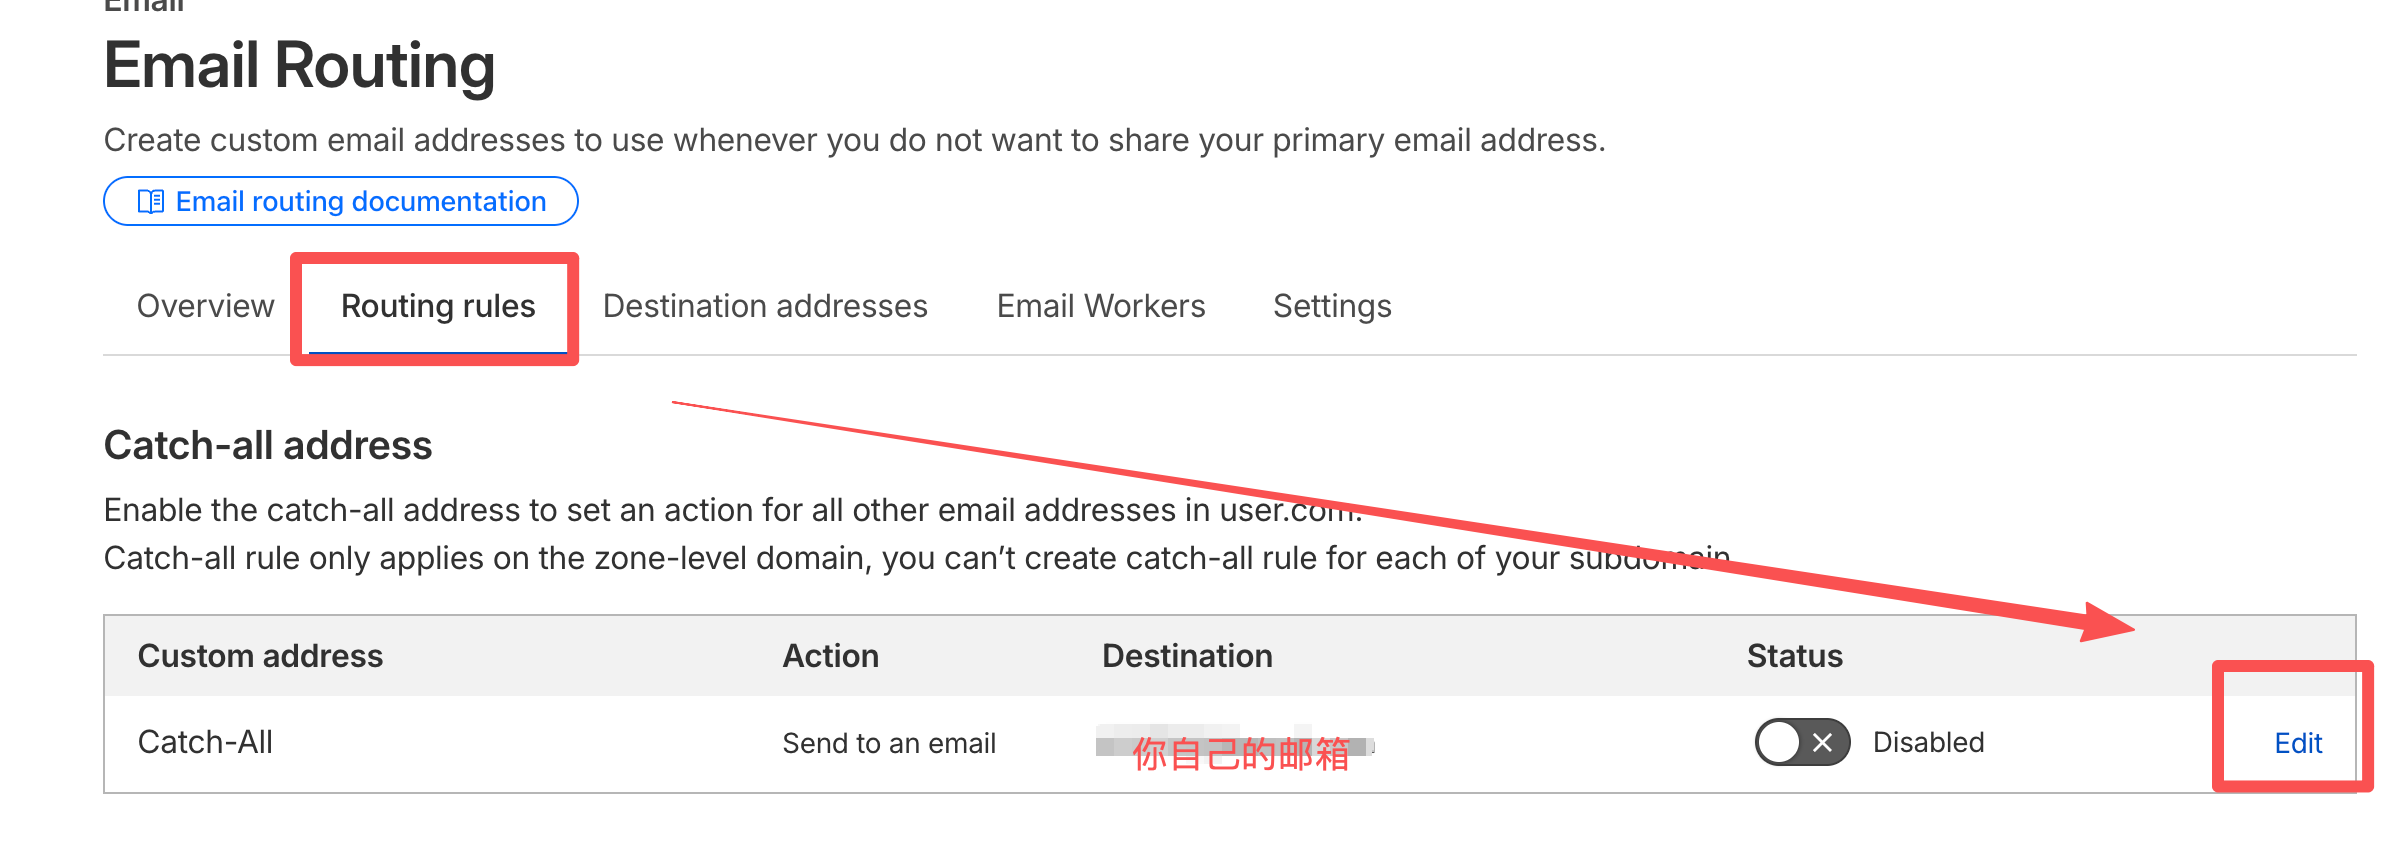 Email
Email Routing
Create custom email addresses to use whenever you do not want to share your primary email address.
Email routing documentation
Overview
Routing rules
Destination addresses
Email Workers
Settings
Catch-all address
Enable the catch-all address to set an action for all other email addresses in user.com.
Catch-all rule only applies on the zone-level domain, you can’t create catch-all rule for each of your subdomain.
Custom address
Action
Destination
Status
Catch-All
Send to an email
你自己的邮箱
Disabled
Edit